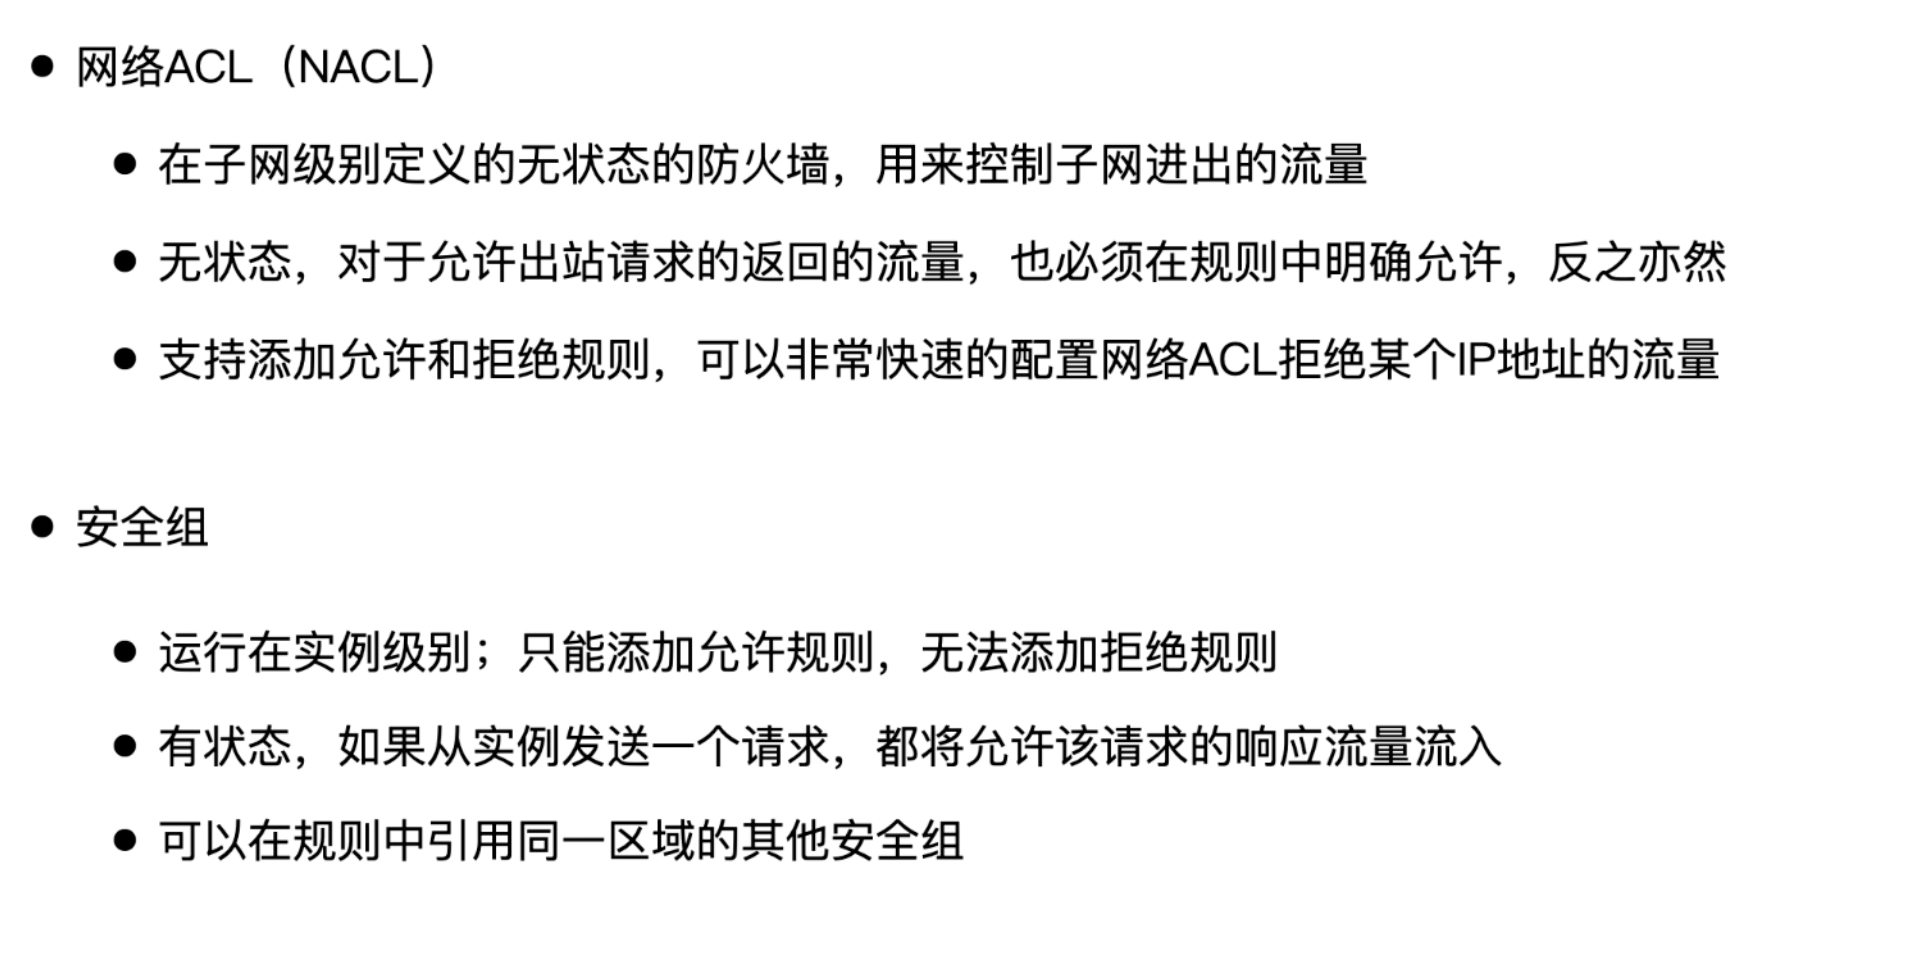 ● 网络ACL（NACL）
● 在子网级别定义的无状态的防火墙，用来控制子网进出的流量
● 无状态，对于允许出站请求的返回的流量，也必须在规则中明确允许，反之亦然
● 支持添加允许和拒绝规则，可以非常快速的配置网络ACL拒绝某个IP地址的流量
● 安全组
● 运行在实例级别；只能添加允许规则，无法添加拒绝规则
● 有状态，如果从实例发送一个请求，都将允许该请求的响应流量流入
● 可以在规则中引用同一区域的其他安全组